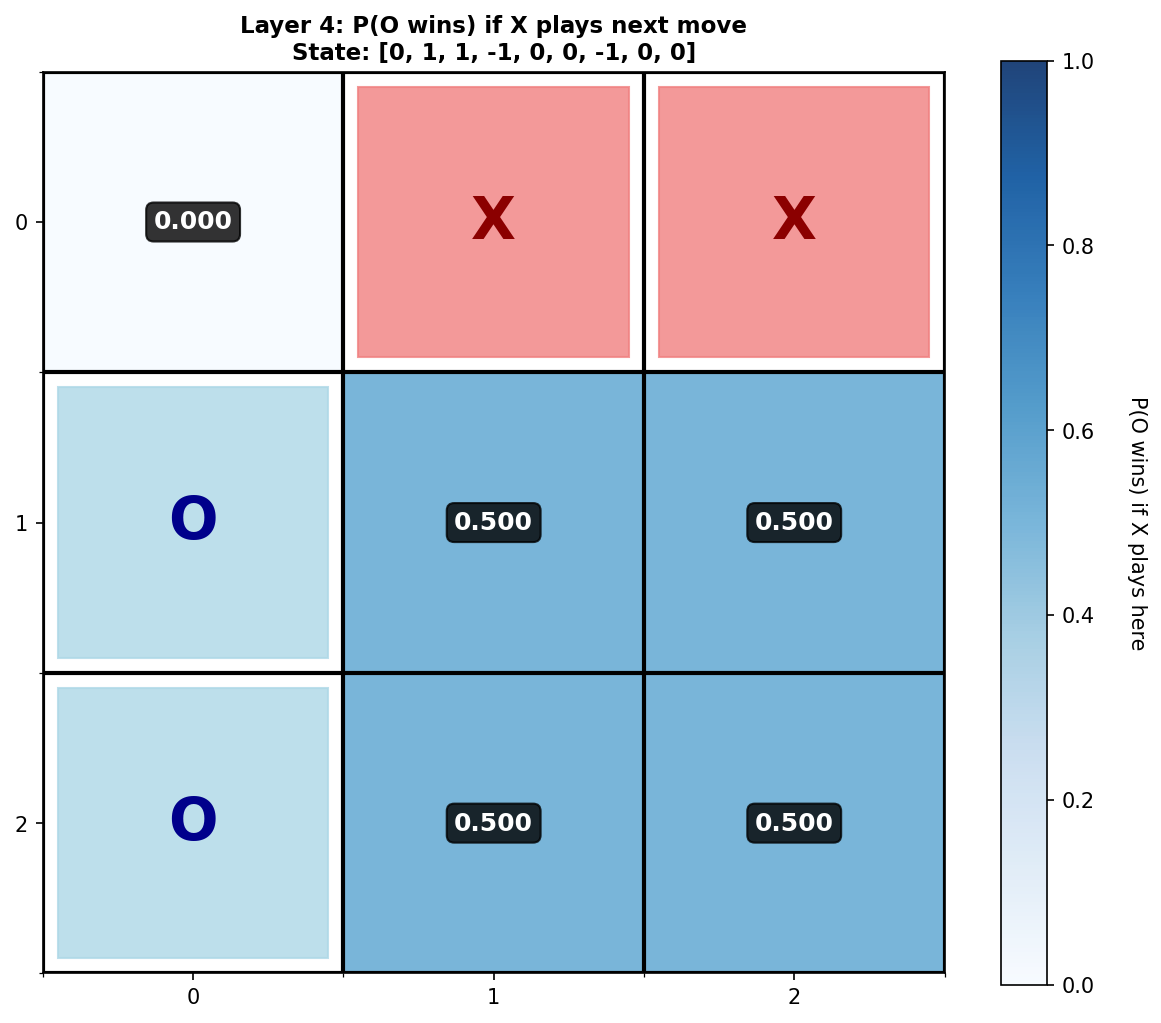 Layer 4: P(O wins) if X plays next move
State: [0, 1, 1, -1, 0, 0, -1, 0, 0]
0
0.000
X
X
1
O
0.500
0.500
2
O
0.500
0.500
0
1
2
1.0
0.8
0.6
0.4
0.2
0.0
P(O wins) if X plays here